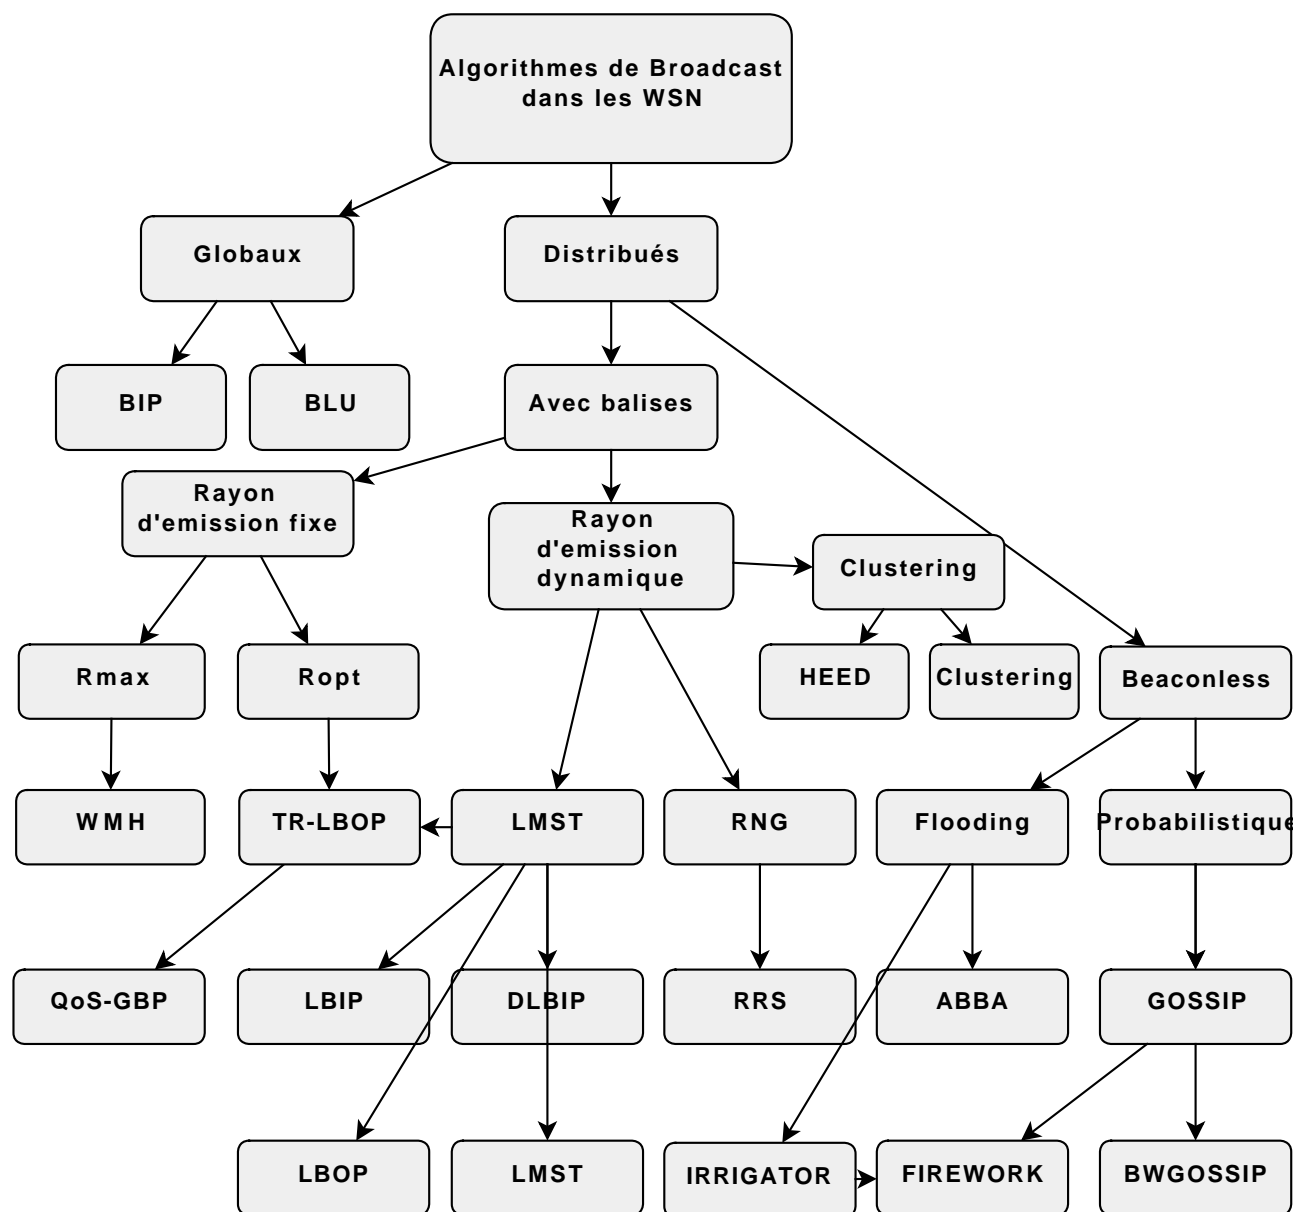 Algorithmes de Broadcast
dans les WSN
Globaux
Distribués
BIP
BLU
Avec balises
Rayon
d'emission fixe
Rayon
d'emission
dynamique
Clustering
Rmax
Ropt
HEED
Clustering
Beaconless
WMH
TR-LBOP
LMST
RNG
Flooding
Probabilistique
QoS-GBP
LBIP
DLBIP
RRS
ABBA
GOSSIP
LBOP
LMST
IRRIGATOR
FIREWORK
BWGOSSIP